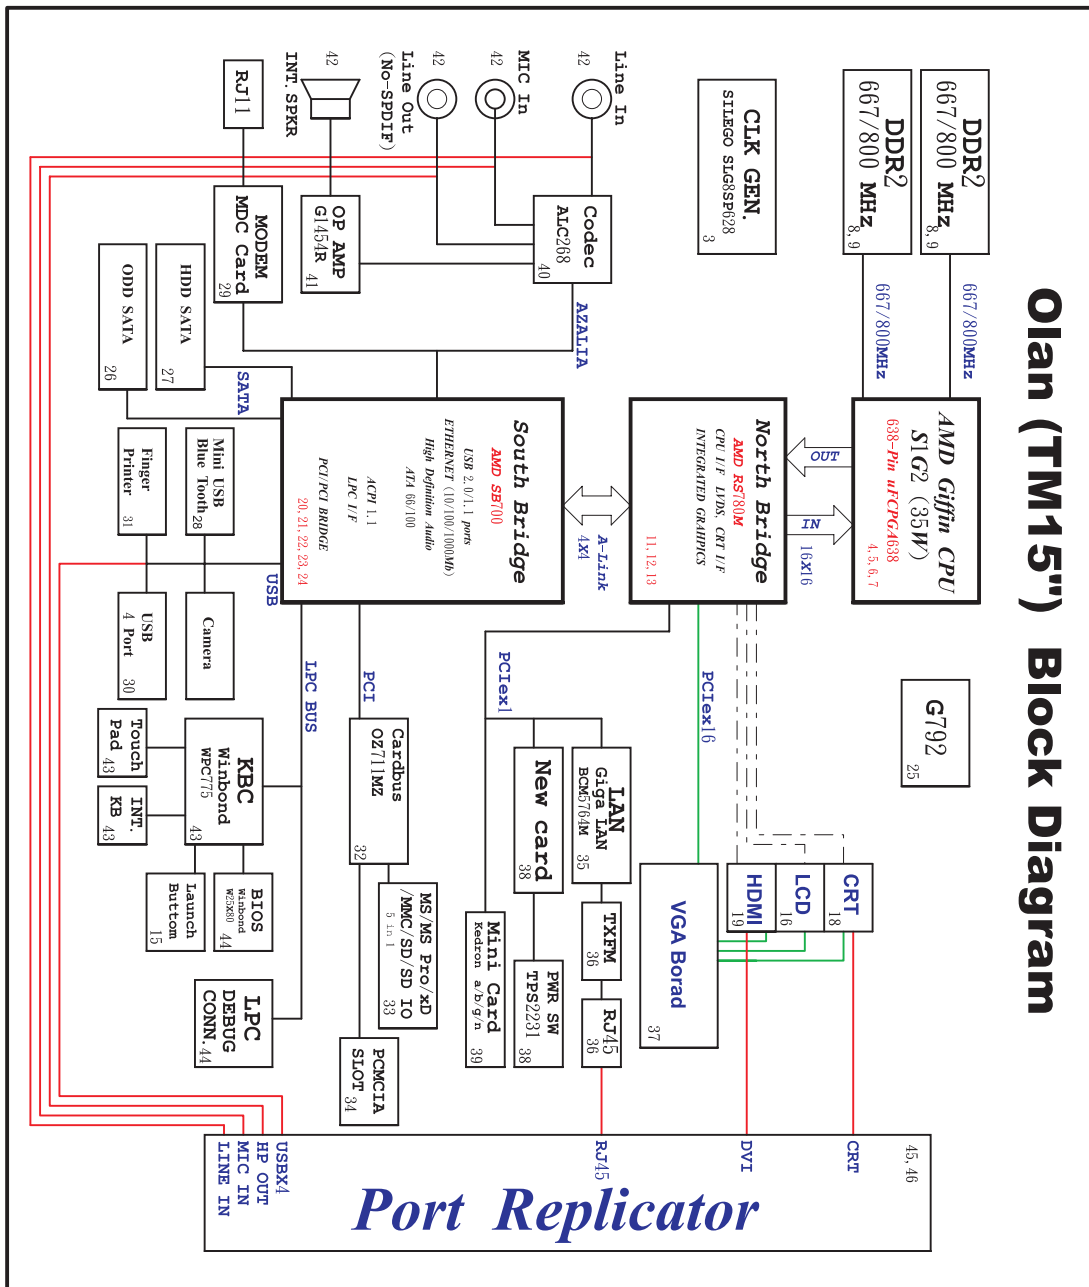 Olan (TM15") Block Diagram
DDR2
667/800 MHz
8,9
DDR2
667/800 MHz
8,9
667/800MHz
667/800MHz
AMD Giffin CPU
S1G2 (35W)
638-Pin uFCPGA638
4,5,6,7
G792
25
CLK GEN.
SILEGO SLG8SP628
3
OUT
IN
16X16
North Bridge
AMD RS780M
CPU I/F LVDS, CRT I/F
INTEGRATED GRAHPICS
11,12,13
A-Link
4X4
PCIex16
PCIex1
CRT
18
LCD
16
HDMI
19
VGA Borad
37
LAN
Giga LAN
BCM5764M
35
TXFM
36
RJ45
36
New card
38
PWR SW
TPS2231
38
Mini Card
Kedron a/b/g/n
39
Line In
42
MIC In
42
Line Out
(No-SPDIF)
42
INT.SPKR
42
RJ11
Codec
ALC268
40
OP AMP
G1454R
41
MODEM
MDC Card
29
AZALIA
South Bridge
AMD SB700
USB 2.0/1.1 ports
ETHERNET (10/100/1000Mb)
High Definition Audio
ATA 66/100
ACPI 1.1
LPC I/F
PCI/PCI BRIDGE
20,21,22,23,24
HDD SATA
27
ODD SATA
26
SATA
Mini USB
Blue Tooth
28
Finger
Printer
31
USB
Camera
USB
4 Port
30
PCI
LPC BUS
Cardbus
OZ711MZ
32
MS/MS Pro/xD
/MMC/SD/SD IO
5 in 1
33
PCMCIA
SLOT
34
KBC
Winbond
WPC775
43
Touch
Pad
43
INT.
KB
43
Launch
Buttom
15
BIOS
Winbond
W25X80
44
LPC
DEBUG
CONN.
44
Port Replicator
45,46
CRT
DVI
RJ45
USBX4
HP OUT
MIC IN
LINE IN